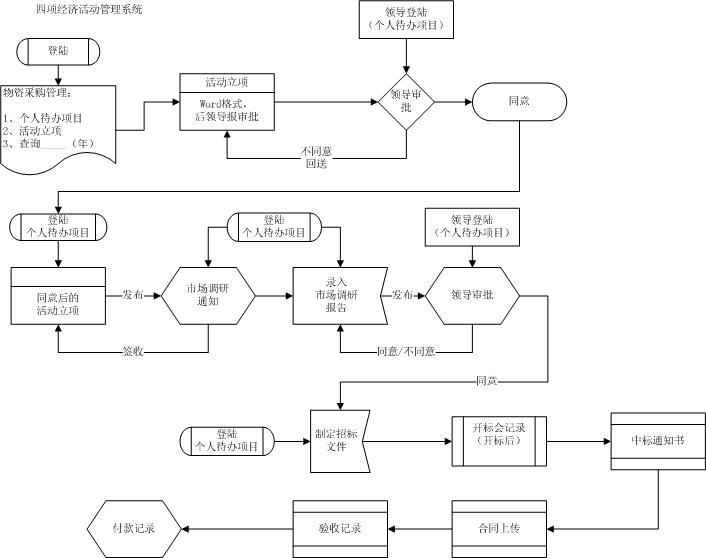 四项经济活动管理系统
领导登陆
（个人待办项目）
登陆
物资采购管理：
1、个人待办项目
2、活动立项
3、查询_____（年）
活动立项
Word格式，
后领导报审批
领导审
批
同意
不同意
回送
登陆
个人待办项目
登陆
个人待办项目
领导登陆
（个人待办项目）
同意后的
活动立项
发布
市场调研
通知
录入
市场调研
报告
发布
领导审批
签收
同意/不同意
同意
登陆
个人待办项目
制定招标
文件
开标会记录
（开标后）
中标通知书
付款记录
验收记录
合同上传